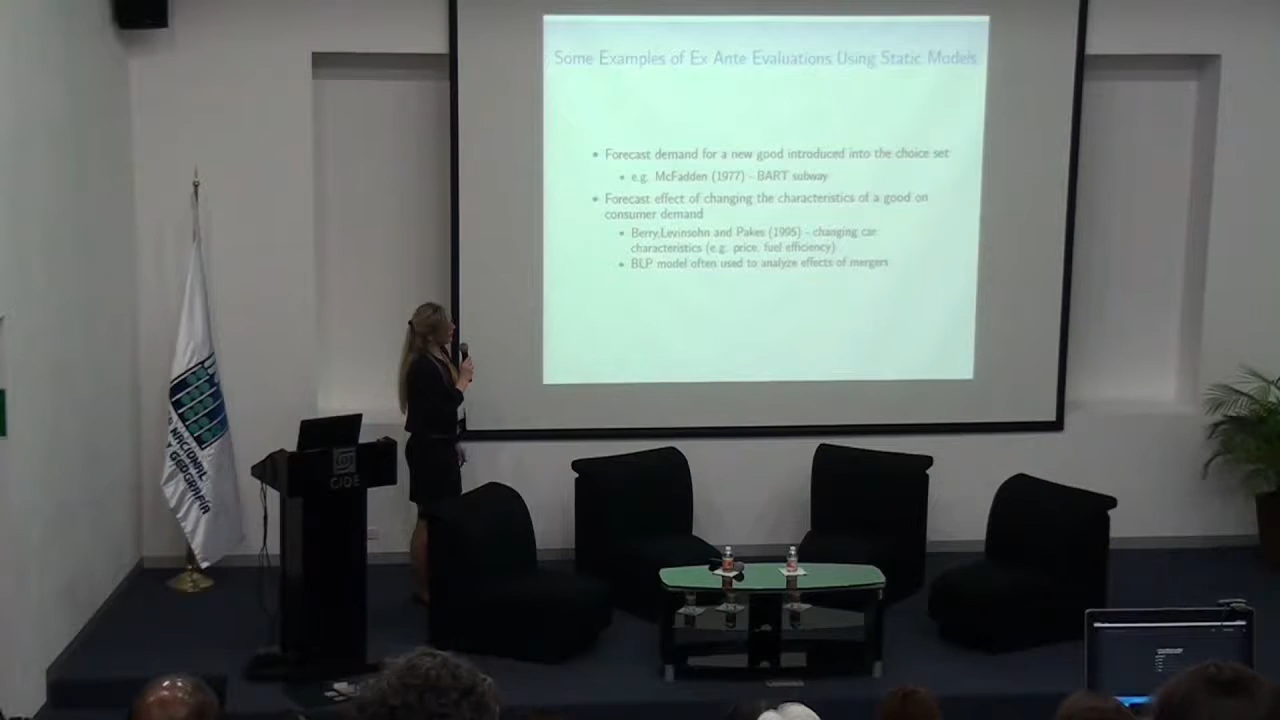 Some Examples of Ex Ante Evaluations Using Static Models
• Forecast demand for a new good introduced into the choice set
• e.g. McFadden (1977) - BART subway
• Forecast effect of changing the characteristics of a good on
consumer demand
• Berry,Levinsohn and Pakes (1995) - changing car
characteristics (e.g. price, fuel efficiency)
• BLP model often used to analyze effects of mergers
CIDE
NACIONAL
Y GEOGRAFÍA